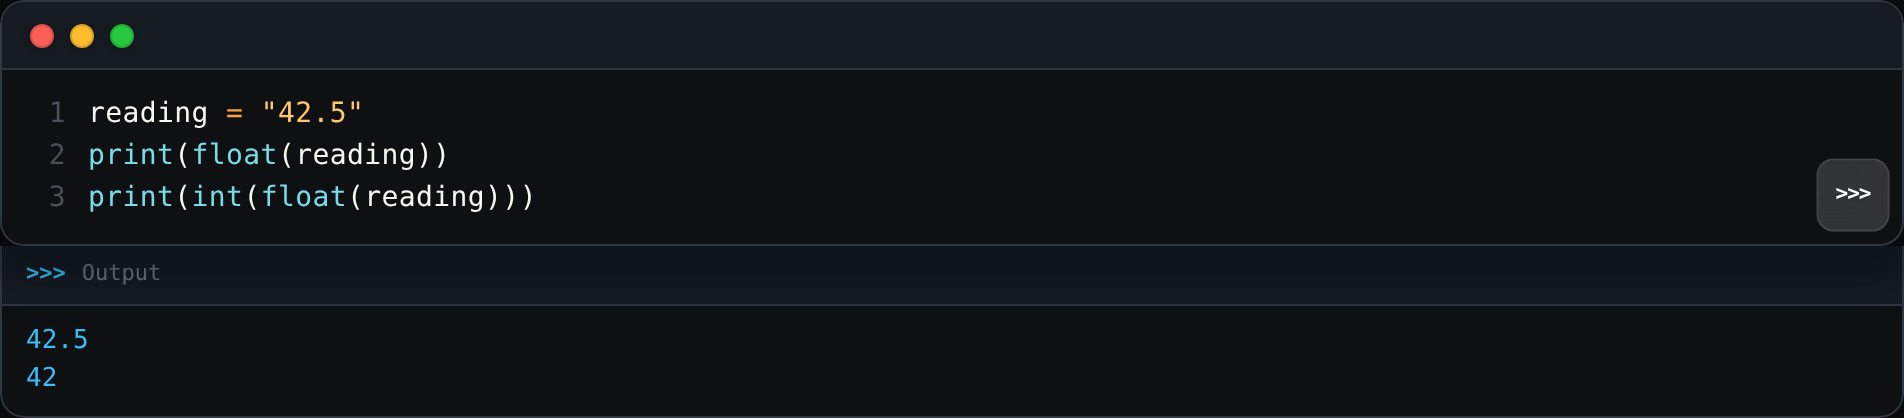 1 reading = "42.5"
2 print(float(reading))
3 print(int(float(reading)))
>>>
>>> Output
42.5
42